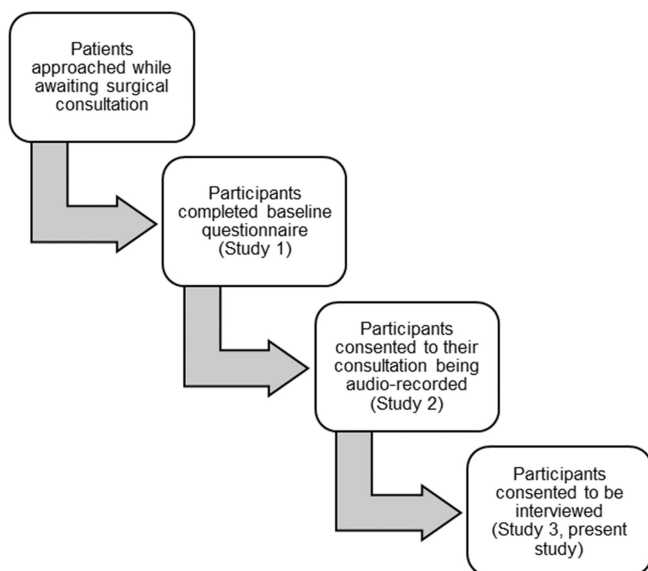 Patients
approached while
awaiting surgical
consultation
Participants
completed baseline
questionnaire
(Study 1)
Participants
consented to their
consultation being
audio-recorded
(Study 2)
Participants
consented to be
interviewed
(Study 3, present
study)